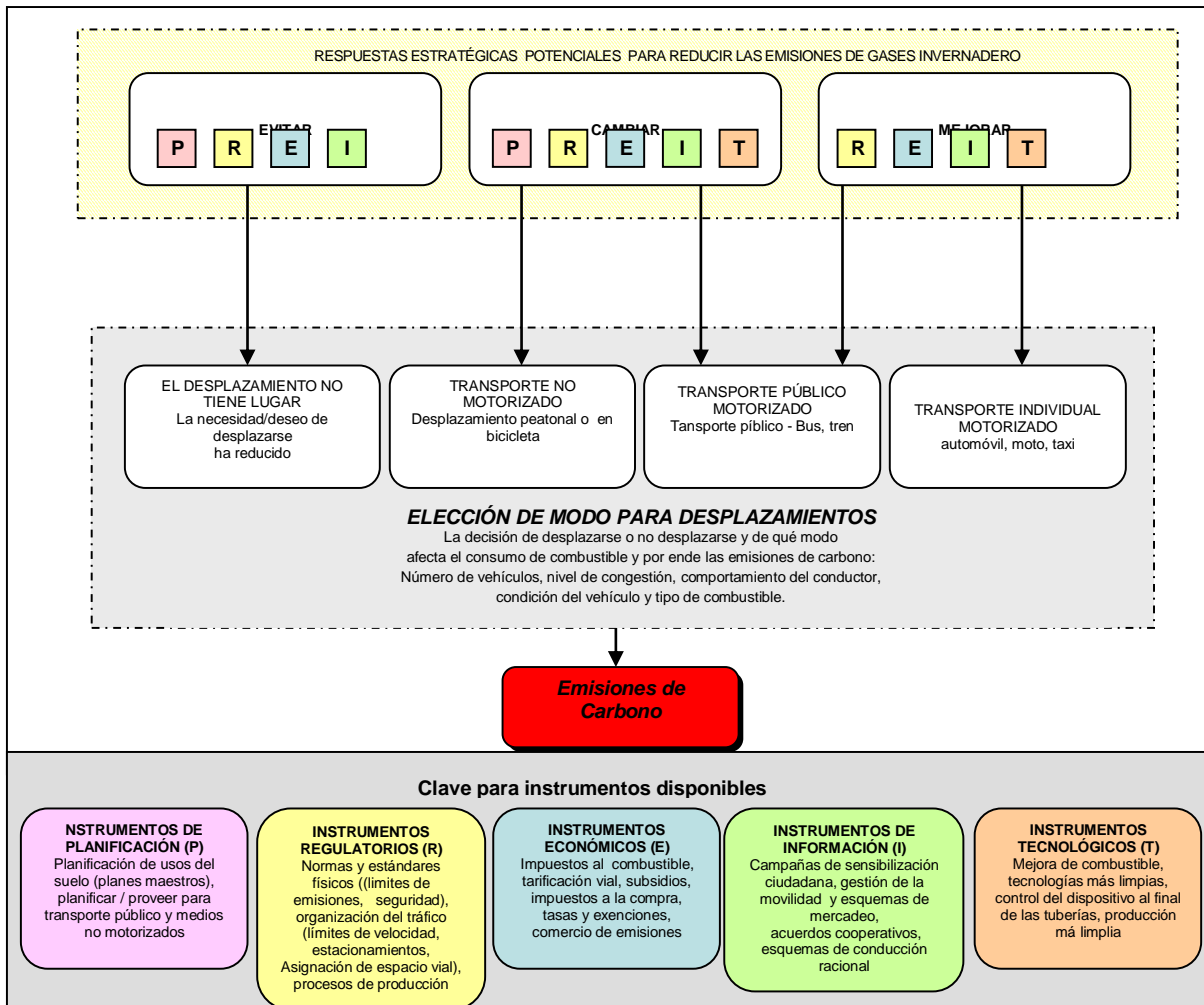 RESPUESTAS ESTRATÉGICAS POTENCIALES PARA REDUCIR LAS EMISIONES DE GASES INVERNADERO
EVITAR
P R E I
CAMBIAR
P R E I T
MEJORAR
R E I T
EL DESPLAZAMIENTO NO
TIENE LUGAR
La necesidad/deseo de
desplazarse
ha reducido
TRANSPORTE NO
MOTORIZADO
Desplazamiento peatonal o en
bicicleta
TRANSPORTE PÚBLICO
MOTORIZADO
Tansporte píblico - Bus, tren
TRANSPORTE INDIVIDUAL
MOTORIZADO
automóvil, moto, taxi
ELECCIÓN DE MODO PARA DESPLAZAMIENTOS
La decisión de desplazarse o no desplazarse y de qué modo
afecta el consumo de combustible y por ende las emisiones de carbono:
Número de vehículos, nivel de congestión, comportamiento del conductor,
condición del vehículo y tipo de combustible.
Emisiones de
Carbono
Clave para instrumentos disponibles
NSTRUMENTOS DE
PLANIFICACIÓN (P)
Planificación de usos del
suelo (planes maestros),
planificar / proveer para
transporte público y medios
no motorizados
INSTRUMENTOS
REGULATORIOS (R)
Normas y estándares
físicos ((limites de
emisiones, seguridad),
organización del tráfico
(límites de velocidad,
estacionamientos,
Asignación de espacio vial),
procesos de producción
INSTRUMENTOS
ECONÓMICOS (E)
Impuestos al combustible,
tarificación vial, subsidios,
impuestos a la compra,
tasas y exenciones,
comercio de emisiones
INSTRUMENTOS DE
INFORMACIÓN (I)
Campañas de sensibilización
ciudadana, gestión de la
movilidad y esquemas de
mercadeo,
acuerdos cooperativos,
esquemas de conducción
racional
INSTRUMENTOS
TECNOLÓGICOS (T)
Mejora de combustible,
tecnologías más limpias,
control del dispositivo al final
de las tuberías, producción
má limplia